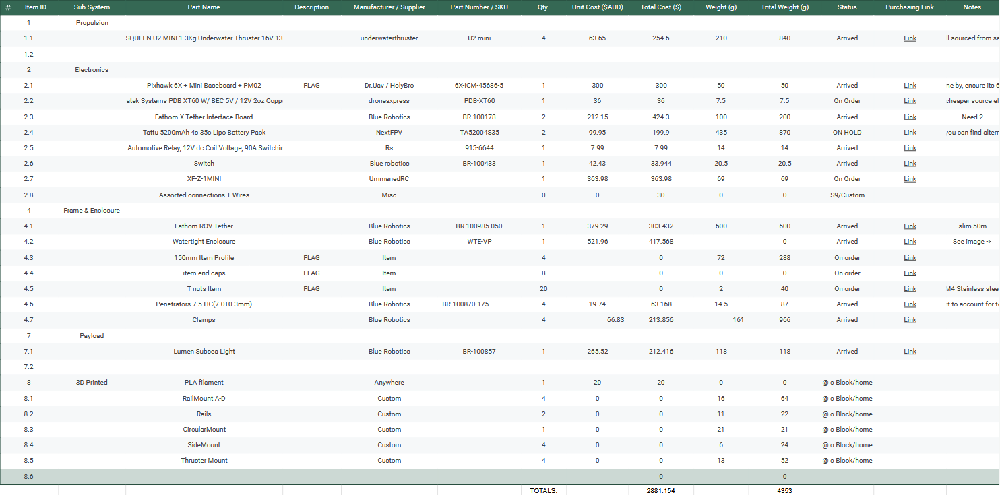 # Item ID Sub-System Part Name Description Manufacturer / Supplier Part Number / SKU Qty. Unit Cost ($AUD) Total Cost ($) Weight (g) Total Weight (g) Status Purchasing Link Notes
1 Propulsion
1.1 SQUEEN U2 MINI 1.3Kg Underwater Thruster 16V 13 underwaterthruster U2 mini 4 63.65 254.6 210 840 Arrived Link ll sourced from sa
1.2
2 Electronics
2.1 Pixhawk 6X + Mini Baseboard + PM02 FLAG Dr.Uav / HolyBro 6X-ICM-45686-5 1 300 300 50 50 Arrived Link ne by, ensure its 6
2.2 atek Systems PDB XT60 W/ BEC 5V / 12V 2oz Copp dronesxpress PDB-XT60 1 36 36 7.5 7.5 On Order Link cheaper source el
2.3 Fathom-X Tether Interface Board Blue Robotics BR-100178 2 212.15 424.3 100 200 Arrived Link Need 2
2.4 Tattu 5200mAh 4s 35c Lipo Battery Pack NextFPV TA52004S35 2 99.95 199.9 435 870 ON HOLD Link you can find altern
2.5 Automotive Relay, 12V dc Coil Voltage, 90A Switchin Rs 915-6644 1 7.99 7.99 14 14 Arrived Link
2.6 Switch Blue robotics BR-100433 1 42.43 33.944 20.5 20.5 Arrived Link
2.7 XF-Z-1MINI UmmanedRC 1 363.98 363.98 69 69 On Order Link
2.8 Assorted connections + Wires Misc 0 0 30 0 0 S9/Custom
4 Frame & Enclosure
4.1 Fathom ROV Tether Blue Robotics BR-100985-050 1 379.29 303.432 600 600 Arrived Link slim 50m
4.2 Watertight Enclosure Blue Robotics WTE-VP 1 521.96 417.568 0 Arrived Link See image ->
4.3 150mm Item Profile FLAG Item 4 0 72 288 On order Link
4.4 item end caps FLAG Item 8 0 0 0 On order Link
4.5 T nuts Item FLAG Item 20 0 2 40 On order Link M4 Stainless stee
4.6 Penetrators 7.5 HC(7.0+0.3mm) Blue Robotics BR-100870-175 4 19.74 63.168 14.5 87 Arrived Link it to account for t
4.7 Clamps Blue Robotics 4 66.83 213.856 161 966 Arrived Link
7 Payload
7.1 Lumen Subsea Light Blue Robotics BR-100857 1 265.52 212.416 118 118 Arrived Link
7.2
8 3D Printed PLA filament Anywhere 1 20 20 0 0 @ o Block/home
8.1 RailMount A-D Custom 4 0 0 16 64 @ o Block/home
8.2 Rails Custom 2 0 0 11 22 @ o Block/home
8.3 CircularMount Custom 1 0 0 21 21 @ o Block/home
8.4 SideMount Custom 4 0 0 6 24 @ o Block/home
8.5 Thruster Mount Custom 4 0 0 13 52 @ o Block/home
8.6 0 0
TOTALS: 2881.154 4353